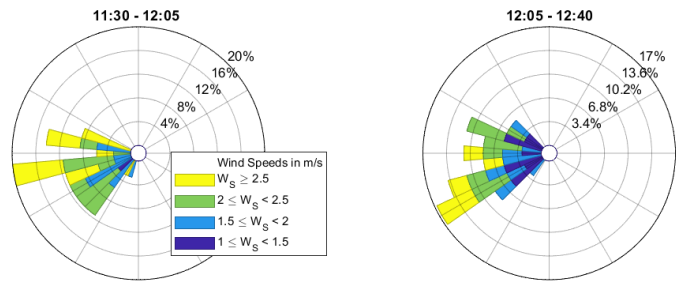 11:30 - 12:05
20%
16%
12%
8%
4%
Wind Speeds in m/s
W_S ≥ 2.5
2 ≤ W_S < 2.5
1.5 ≤ W_S < 2
1 ≤ W_S < 1.5
12:05 - 12:40
17%
13.6%
10.2%
6.8%
3.4%